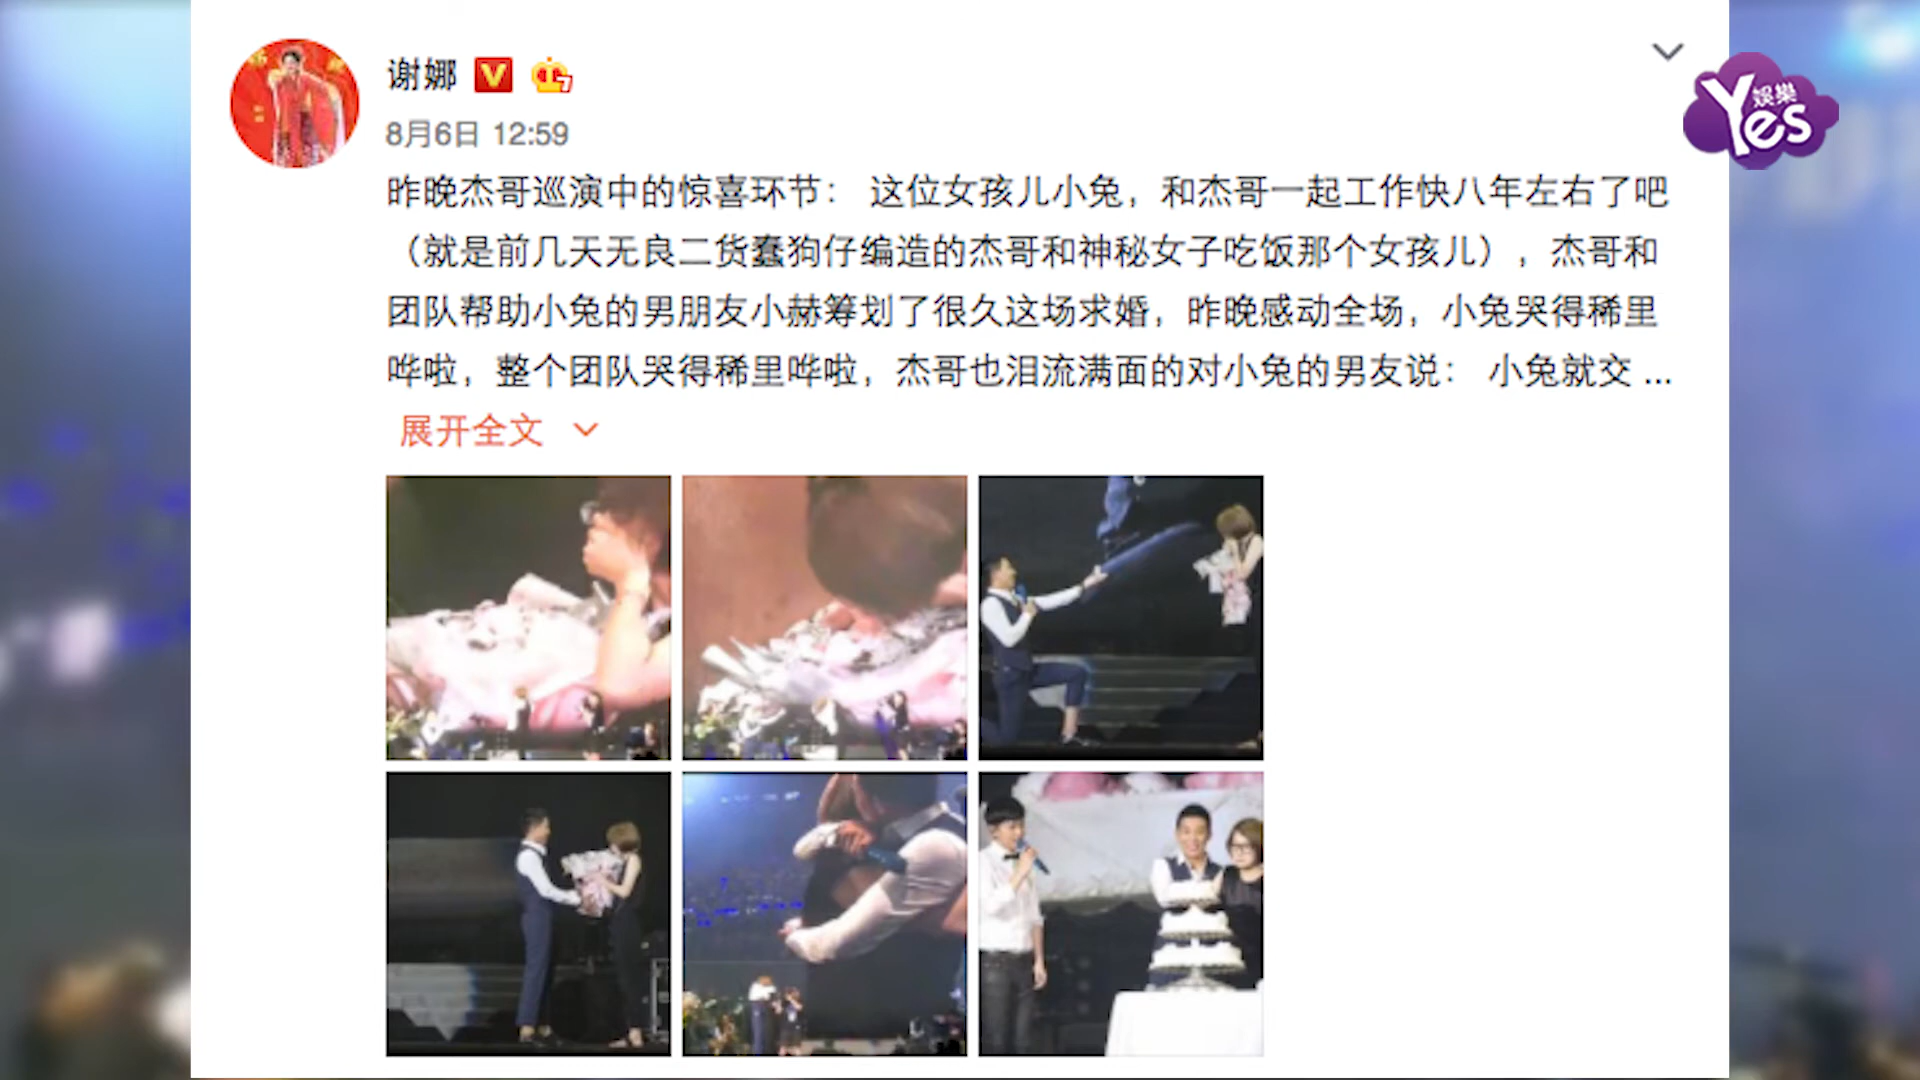 谢娜
8月6日 12:59
昨晚杰哥巡演中的惊喜环节： 这位女孩儿小兔，和杰哥一起工作快八年左右了吧
（就是前几天无良二货蠢狗仔编造的杰哥和神秘女子吃饭那个女孩儿），杰哥和
团队帮助小兔的男朋友小赫筹划了很久这场求婚，昨晚感动全场，小兔哭得稀里
哗啦，整个团队哭得稀里哗啦，杰哥也泪流满面的对小兔的男友说： 小兔就交 ...
展开全文
Yes 娛樂